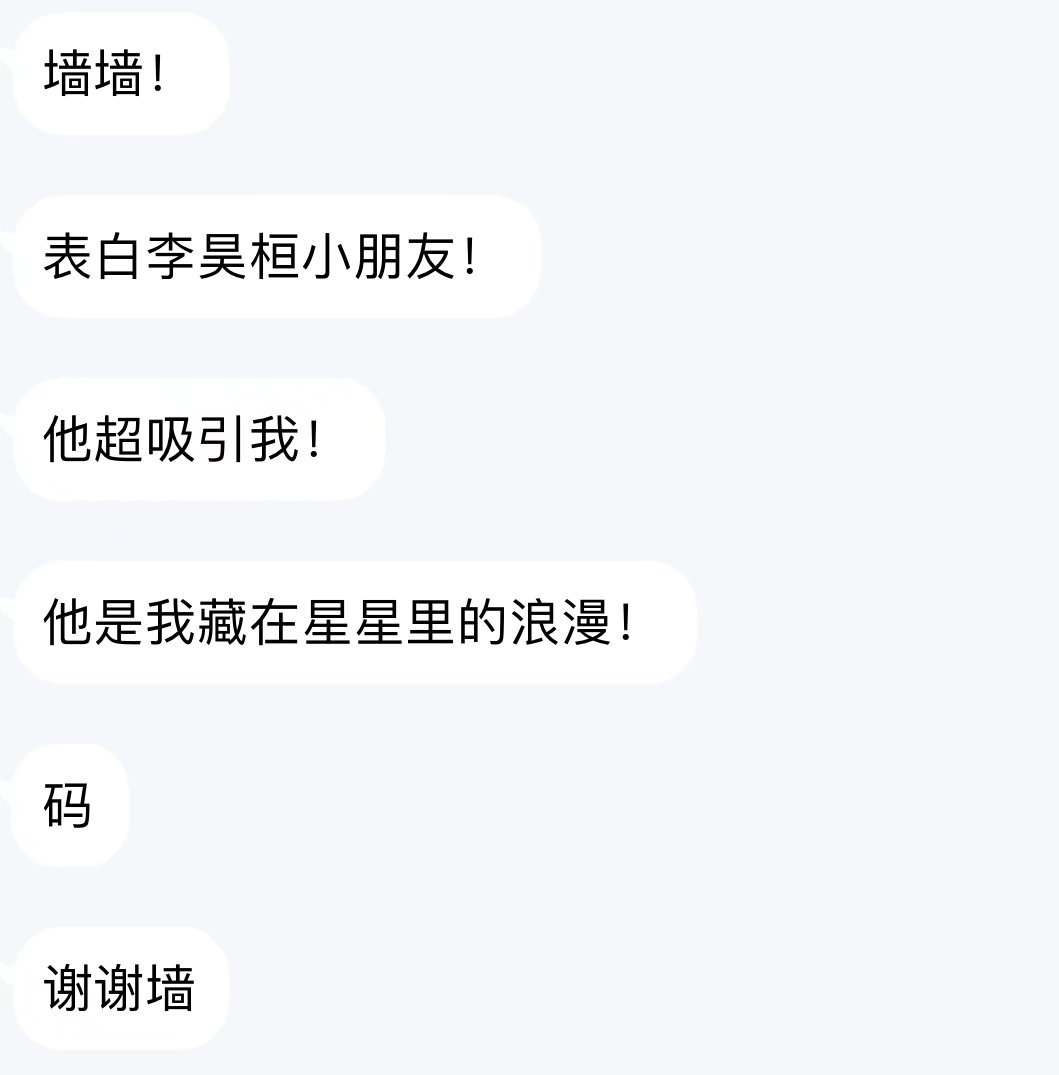 墙墙！
表白李昊桓小朋友！
他超吸引我！
他是我藏在星星里的浪漫！
码
谢谢墙